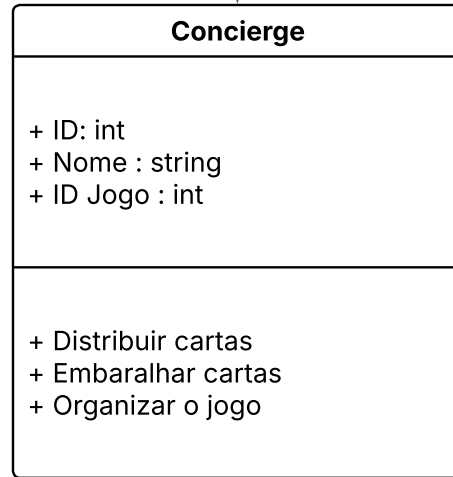 Concierge
+ ID: int
+ Nome : string
+ ID Jogo : int
+ Distribuir cartas
+ Embaralhar cartas
+ Organizar o jogo